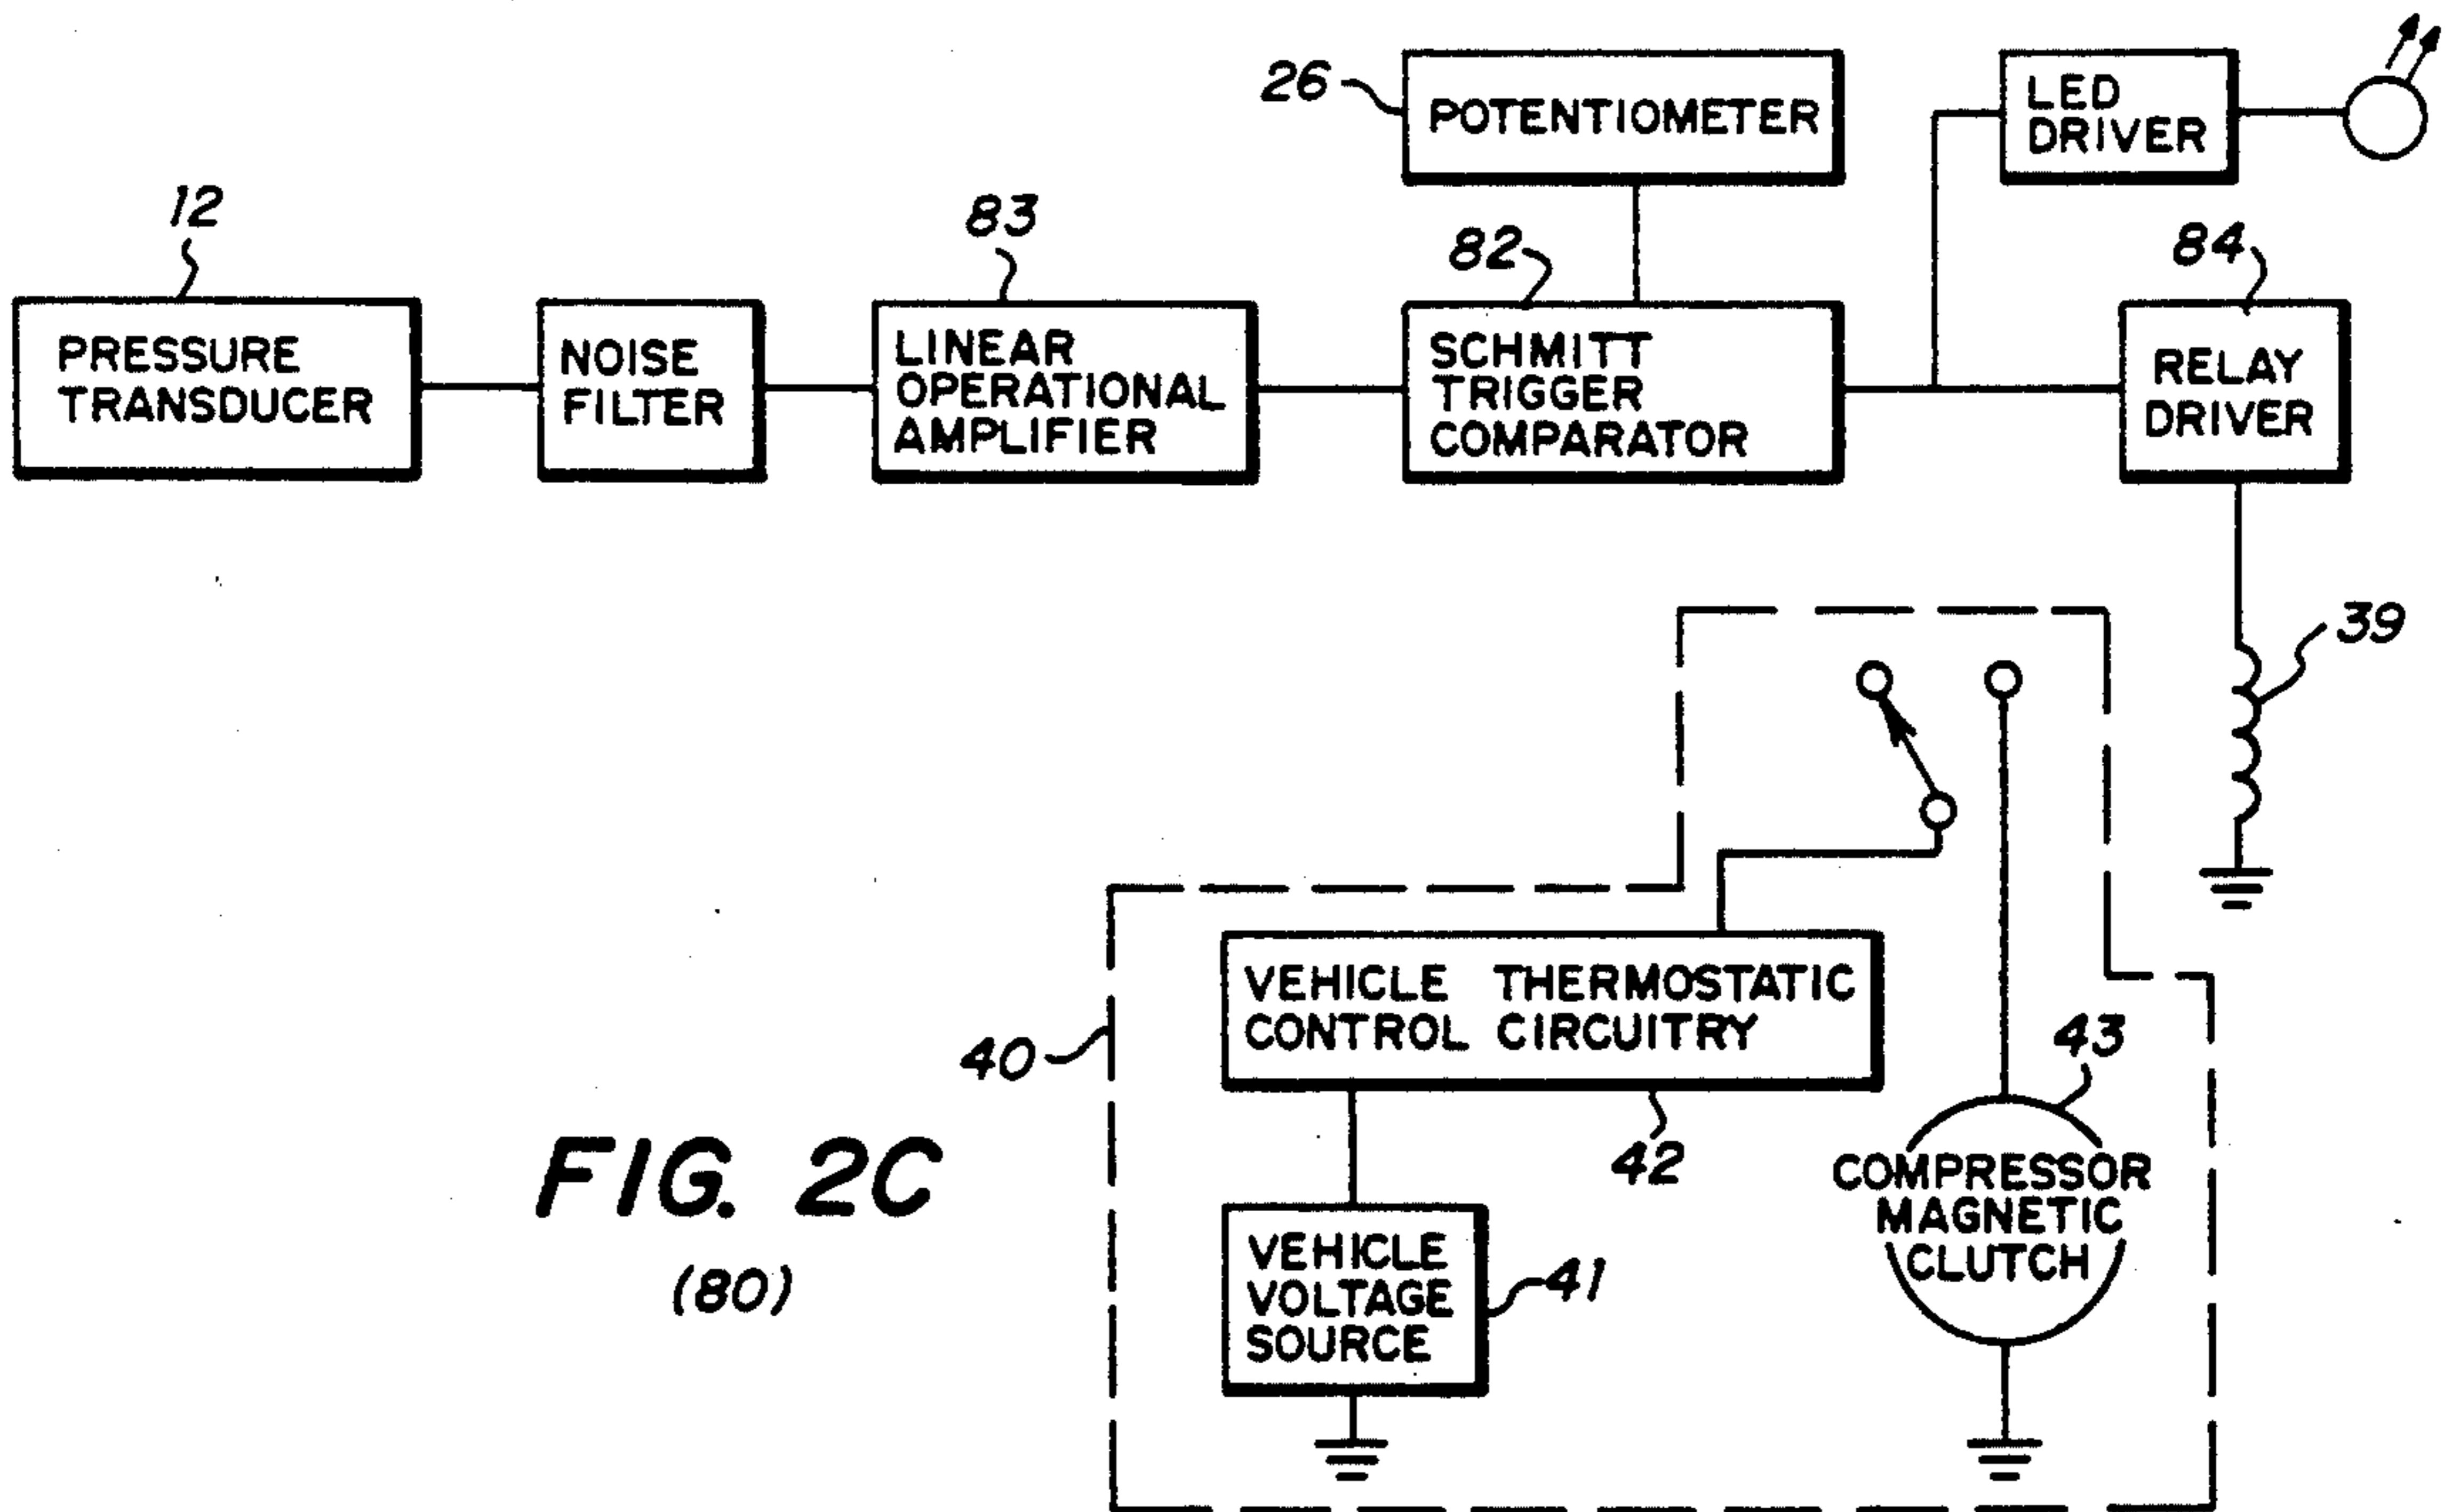 26
POTENTIOMETER
LED
DRIVER
12
83
82
84
PRESSURE
TRANSDUCER
NOISE
FILTER
LINEAR
OPERATIONAL
AMPLIFIER
SCHMITT
TRIGGER
COMPARATOR
RELAY
DRIVER
39
40
VEHICLE THERMOSTATIC
CONTROL CIRCUITRY
42
43
COMPRESSOR
MAGNETIC
CLUTCH
VEHICLE
VOLTAGE
SOURCE
41
FIG. 2C
(80)